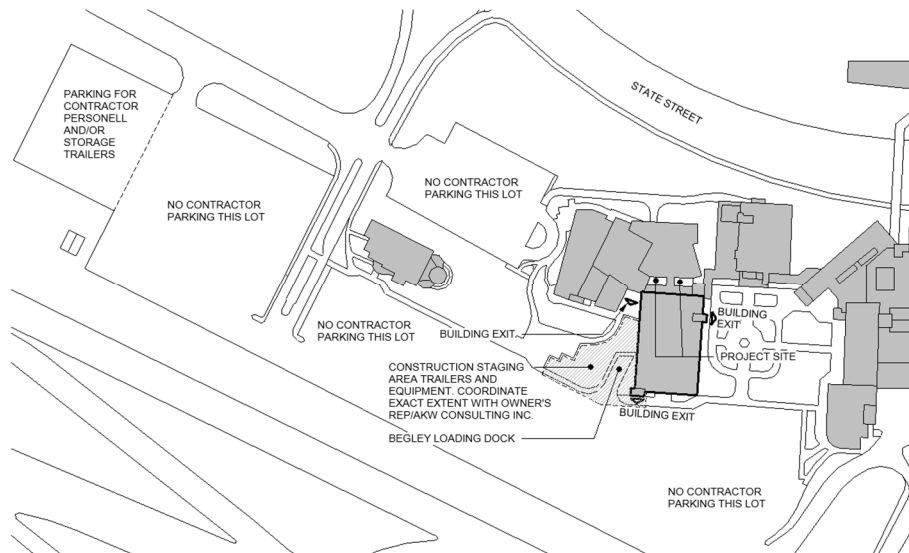 STATE STREET
PARKING FOR
CONTRACTOR
PERSONELL
AND/OR
STORAGE
TRAILERS
NO CONTRACTOR
PARKING THIS LOT
NO CONTRACTOR
PARKING THIS LOT
NO CONTRACTOR
PARKING THIS LOT
BUILDING EXIT
BUILDING
EXIT
PROJECT SITE
CONSTRUCTION STAGING
AREA TRAILERS AND
EQUIPMENT. COORDINATE
EXACT EXTENT WITH OWNER'S
REP/AKW CONSULTING INC.
BUILDING EXIT
BEGLEY LOADING DOCK
NO CONTRACTOR
PARKING THIS LOT